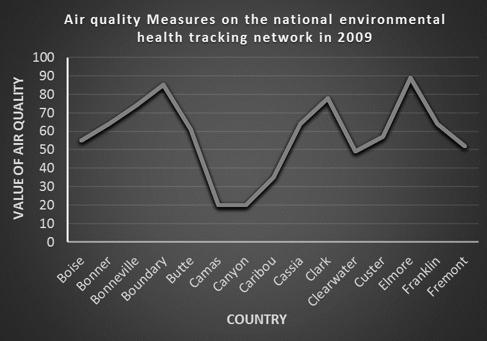 Air quality Measures on the national environmental
health tracking network in 2009
VALUE OF AIR QUALITY
100
90
80
70
60
50
40
30
20
10
0
Boise
Bonner
Bonneville
Boundary
Butte
Camas
Canyon
Caribou
Cassia
Clark
Clearwater
Custer
Elmore
Franklin
Fremont
COUNTRY